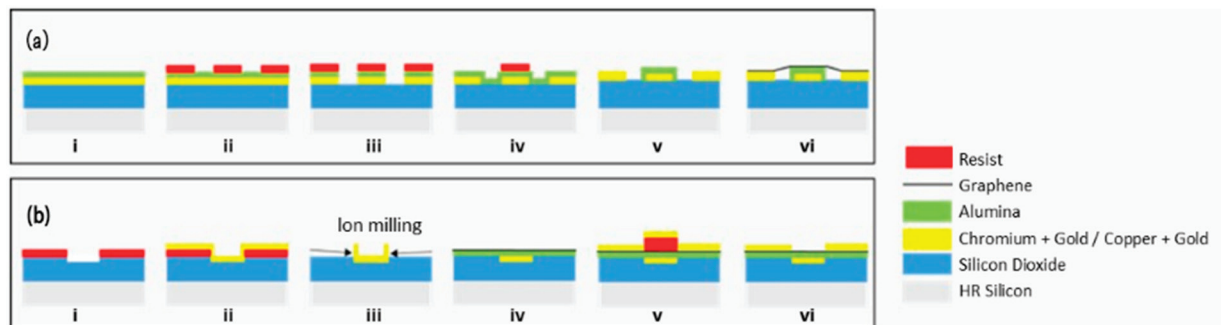 (a)
i ii iii iv v vi
(b)
Ion milling
i ii iii iv v vi
Resist
Graphene
Alumina
Chromium + Gold / Copper + Gold
Silicon Dioxide
HR Silicon